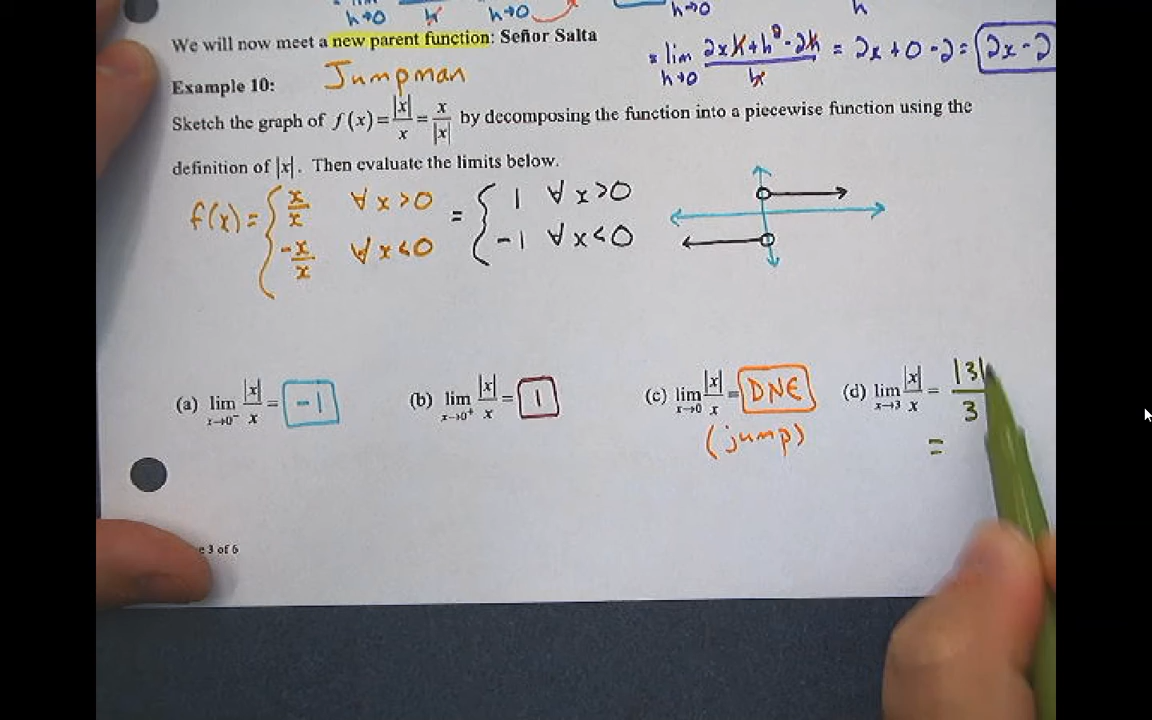 h→0 h h→0 h→0 h
We will now meet a new parent function: Señor Salta
= lim 2xh+h²-2h / h = 2x+0-2 = 2x-2
h→0
Example 10: Jumpman
Sketch the graph of f(x) = |x|/x = x/|x| by decomposing the function into a piecewise function using the
definition of |x|. Then evaluate the limits below.
f(x) = { x/x ∀ x>0 = { 1 ∀ x>0
-x/x ∀ x<0 -1 ∀ x<0
(a) lim x→0⁻ |x|/x = -1 (b) lim x→0⁺ |x|/x = 1 (c) lim x→0 |x|/x = DNE (d) lim x→3 |x|/x = |3|/3
(jump) =
3 of 6